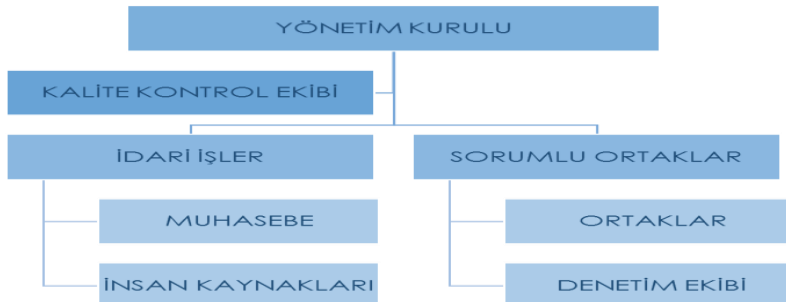 YÖNETİM KURULU
KALİTE KONTROL EKİBİ
İDARİ İŞLER
SORUMLU ORTAKLAR
MUHASEBE
ORTAKLAR
İNSAN KAYNAKLARI
DENETİM EKİBİ